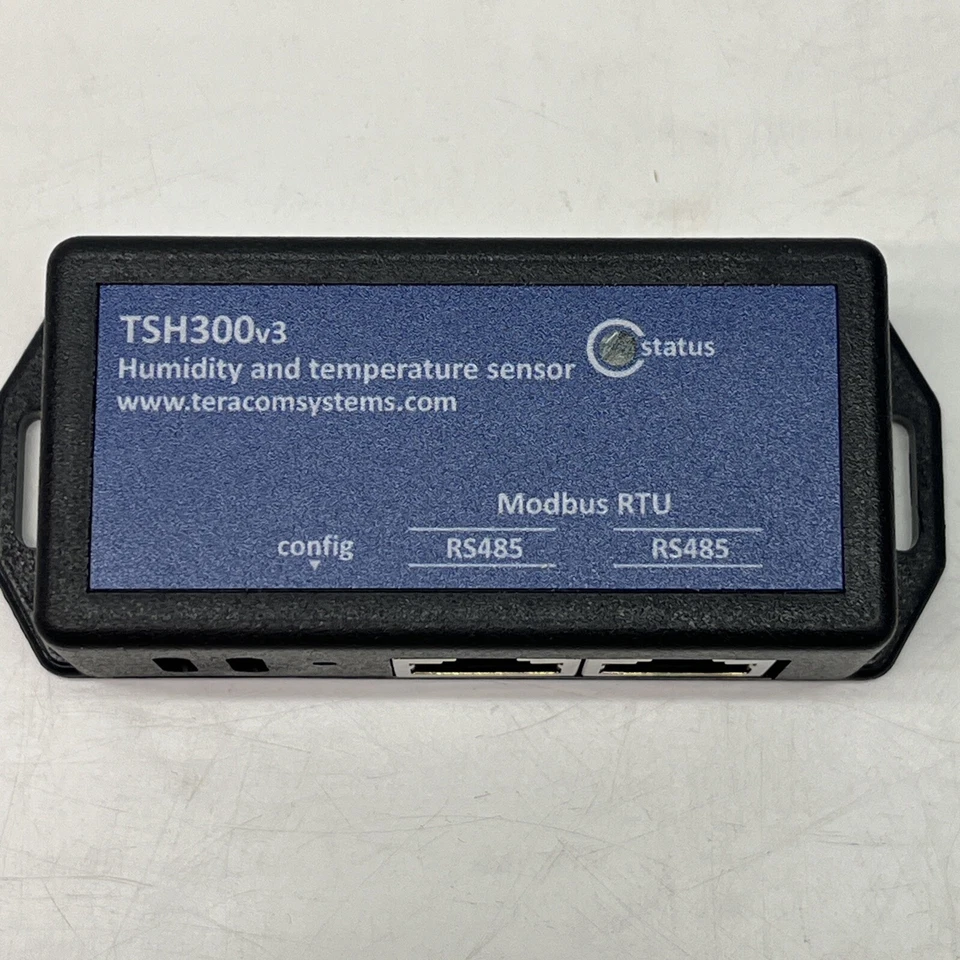 TSH300v3
Humidity and temperature sensor
www.teracomsystems.com
status
Modbus RTU
config
RS485
RS485